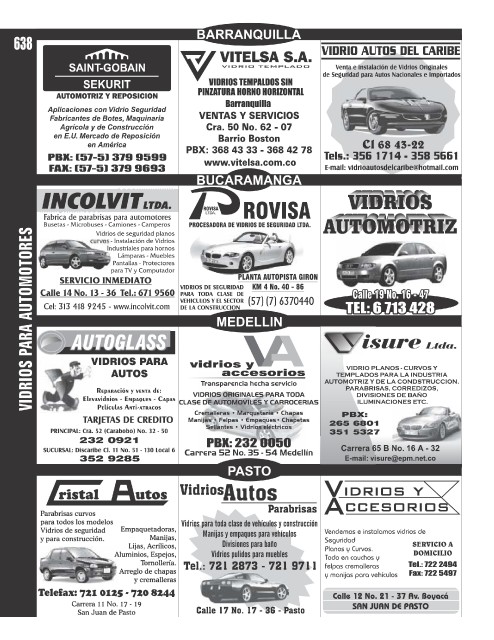 638
VIDRIOS PARA AUTOMOTORES
BARRANQUILLA
SAINT-GOBAIN
SEKURIT
AUTOMOTRIZ Y REPOSICION
Aplicaciones con Vidrio Seguridad
Fabricantes de Botes, Maquinaria
Agrícola y de Construcción
en E.U. Mercado de Reposición
en América
PBX: (57-5) 379 9599
FAX: (57-5) 379 9693
VITELSA S.A.
VIDRIO TEMPLADO
VIDRIOS TEMPALDOS SIN
PINZATURA HORNO HORIZONTAL
Barranquilla
VENTAS Y SERVICIOS
Cra. 50 No. 62 - 07
Barrio Boston
PBX: 368 43 33 - 368 42 78
www.vitelsa.com.co
VIDRIO AUTOS DEL CARIBE
Venta e Instalación de Vidrios Originales
de Seguridad para Autos Nacionales e Importados
Cl 68 43-22
Tels.: 356 1714 - 358 5661
E-mail: vidrioautosdelcaribe@hotmail.com
BUCARAMANGA
INCOLVIT LTDA.
Fabrica de parabrisas para automotores
Busetas - Microbuses - Camiones - Camperos
Vidrios de seguridad planos
curvos - Instalación de Vidrios
Industriales para hornos
Lámparas - Muebles
Pantallas - Protectores
para TV y Computador
SERVICIO INMEDIATO
Calle 14 No. 13 - 36 Tel.: 671 9560
Cel: 313 418 9245 - www.incolvit.com
PROVISA
ROVISA
LTDA.
PROCESADORA DE VIDRIOS DE SEGURIDAD LTDA.
PLANTA AUTOPISTA GIRON
KM 4 No. 40 - 86
VIDRIOS DE SEGURIDAD
PARA TODA CLASE DE
VEHICULOS Y EL SECTOR
DE LA CONSTRUCCION
(57) (7) 6370440
VIDRIOS
AUTOMOTRIZ
Calle 19 No. 16 - 47
TEL: 6 713 428
MEDELLIN
AUTOGLASS
VIDRIOS PARA
AUTOS
Reparación y venta de:
Elevavidrios - Empaques - Capas
Películas Anti-atracos
TARJETAS DE CREDITO
PRINCIPAL: Cra. 52 (Carabobo) No. 32 - 50
232 0921
SUCURSAL: Discaribe Cl. 11 No. 51 - 130 Local 6
352 9285
VA
vidrios y
accesorios
Transparencia hecha servicio
VIDRIOS ORIGINALES PARA TODA
CLASE DE AUTOMOVILES Y CARROCERIAS
Cremalleras - Marquetería - Chapas
Manijas - Felpas - Empaques - Chapetas
Sellantes - Vidrios eléctricos
PBX: 232 0050
Carrera 52 No. 35 - 54 Medellín
Visure Ltda.
VIDRIO PLANOS - CURVOS Y
TEMPLADOS PARA LA INDUSTRIA
AUTOMOTRIZ Y DE LA CONDSTRUCCION.
PARABRISAS, CORREDIZOS,
DIVISIONES DE BAÑO
ILUMINACIONES ETC.
PBX:
265 6801
351 5327
Carrera 65 B No. 16 A - 32
E-mail: visure@epm.net.co
PASTO
Cristal Autos
Parabrisas curvos
para todos los modelos
Vidrios de seguridad
y para construcción.
Empaquetadoras,
Manijas,
Lijas, Acrílicos,
Aluminios, Espejos,
Tornillería.
Arreglo de chapas
y cremalleras
Telefax: 721 0125 - 720 8244
Carrera 11 No. 17 - 19
San Juan de Pasto
VidriosAutos
Parabrisas
Vidrios para toda clase de vehículos y construcción
Manijas y empaques para vehículos
Divisiones para baño
Vidrios pulidos para muebles
Tel.: 721 2873 - 721 9711
Calle 17 No. 17 - 36 - Pasto
VIDRIOS Y
ACCESORIOS
Vendemos e instalamos vidrios de
Seguridad
Planos y Curvos.
Todo en cauchos y
felpas cremalleras
y manijas para vehículos
SERVICIO A
DOMICILIO
Tel.: 722 2494
Fax: 722 5497
Calle 12 No. 21 - 37 Av. Boyacá
SAN JUAN DE PASTO